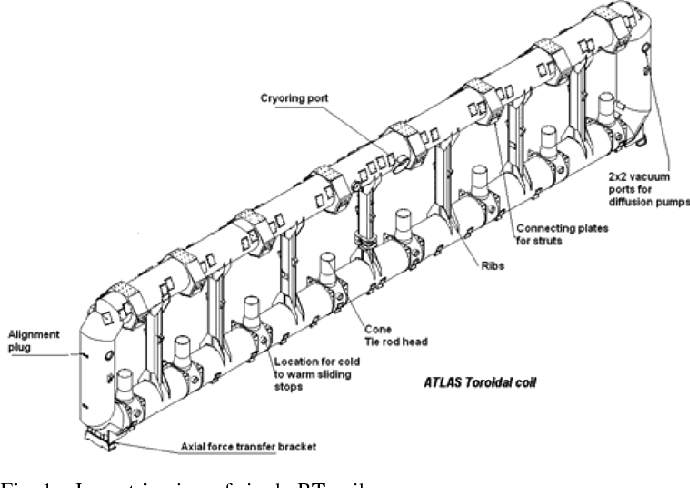 Cryoring port
2x2 vacuum
ports for
diffusion pumps
Connecting plates
for struts
Ribs
Cone
Tie rod head
Alignment
plug
Location for cold
to warm sliding
stops
ATLAS Toroidal coil
Axial force transfer bracket